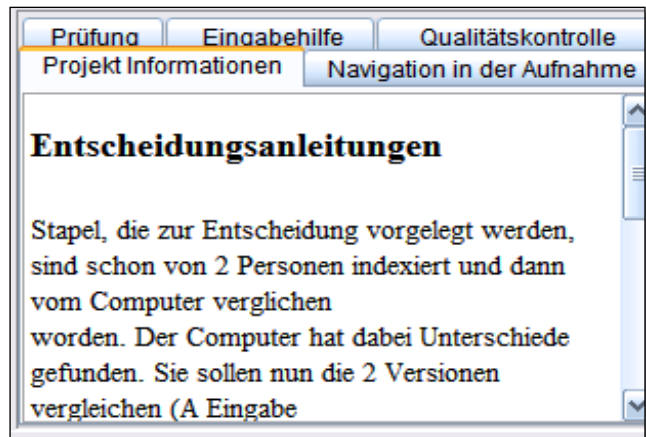 Prüfung Eingabehilfe Qualitätskontrolle
Projekt Informationen Navigation in der Aufnahme
Entscheidungsanleitungen
Stapel, die zur Entscheidung vorgelegt werden,
sind schon von 2 Personen indexiert und dann
vom Computer verglichen
worden. Der Computer hat dabei Unterschiede
gefunden. Sie sollen nun die 2 Versionen
vergleichen (A Eingabe